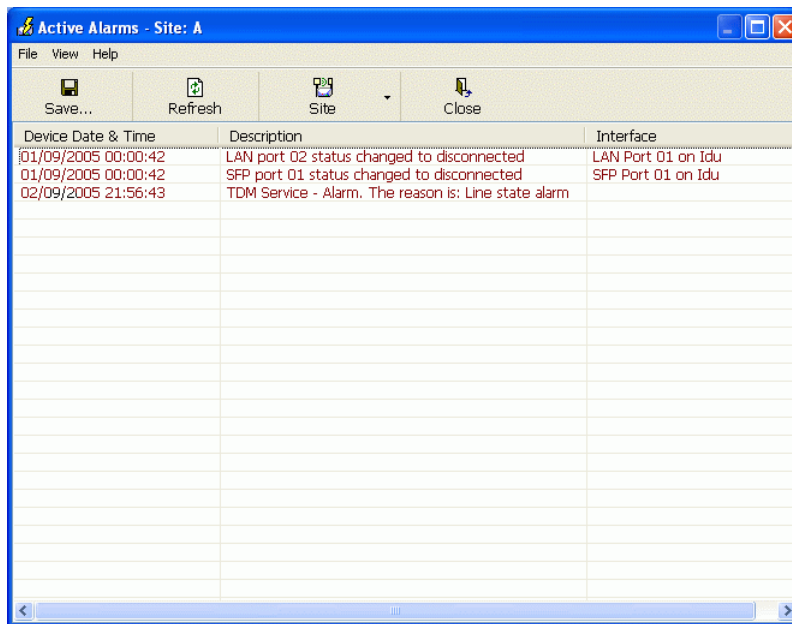 Active Alarms - Site: A
File View Help
Save... Refresh Site Close
Device Date & Time Description Interface
01/09/2005 00:00:42 LAN port 02 status changed to disconnected LAN Port 01 on Idu
01/09/2005 00:00:42 SFP port 01 status changed to disconnected SFP Port 01 on Idu
02/09/2005 21:56:43 TDM Service - Alarm. The reason is: Line state alarm